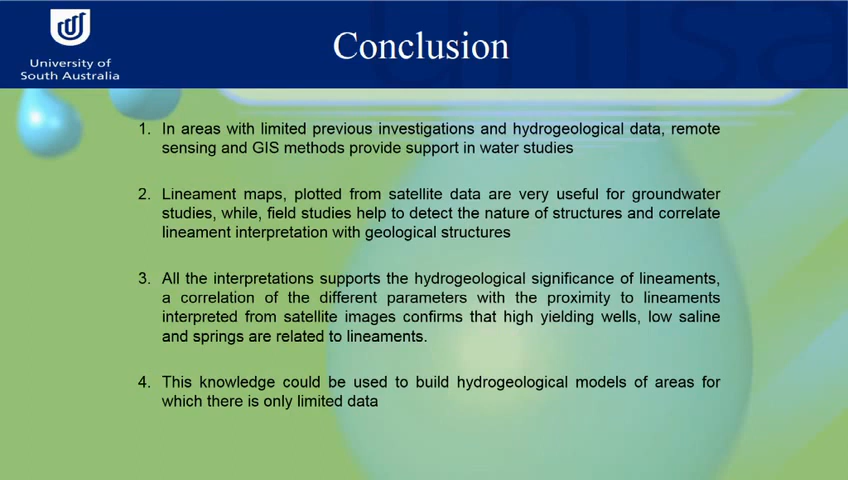 University of
South Australia
Conclusion
1. In areas with limited previous investigations and hydrogeological data, remote
sensing and GIS methods provide support in water studies
2. Lineament maps, plotted from satellite data are very useful for groundwater
studies, while, field studies help to detect the nature of structures and correlate
lineament interpretation with geological structures
3. All the interpretations supports the hydrogeological significance of lineaments,
a correlation of the different parameters with the proximity to lineaments
interpreted from satellite images confirms that high yielding wells, low saline
and springs are related to lineaments.
4. This knowledge could be used to build hydrogeological models of areas for
which there is only limited data